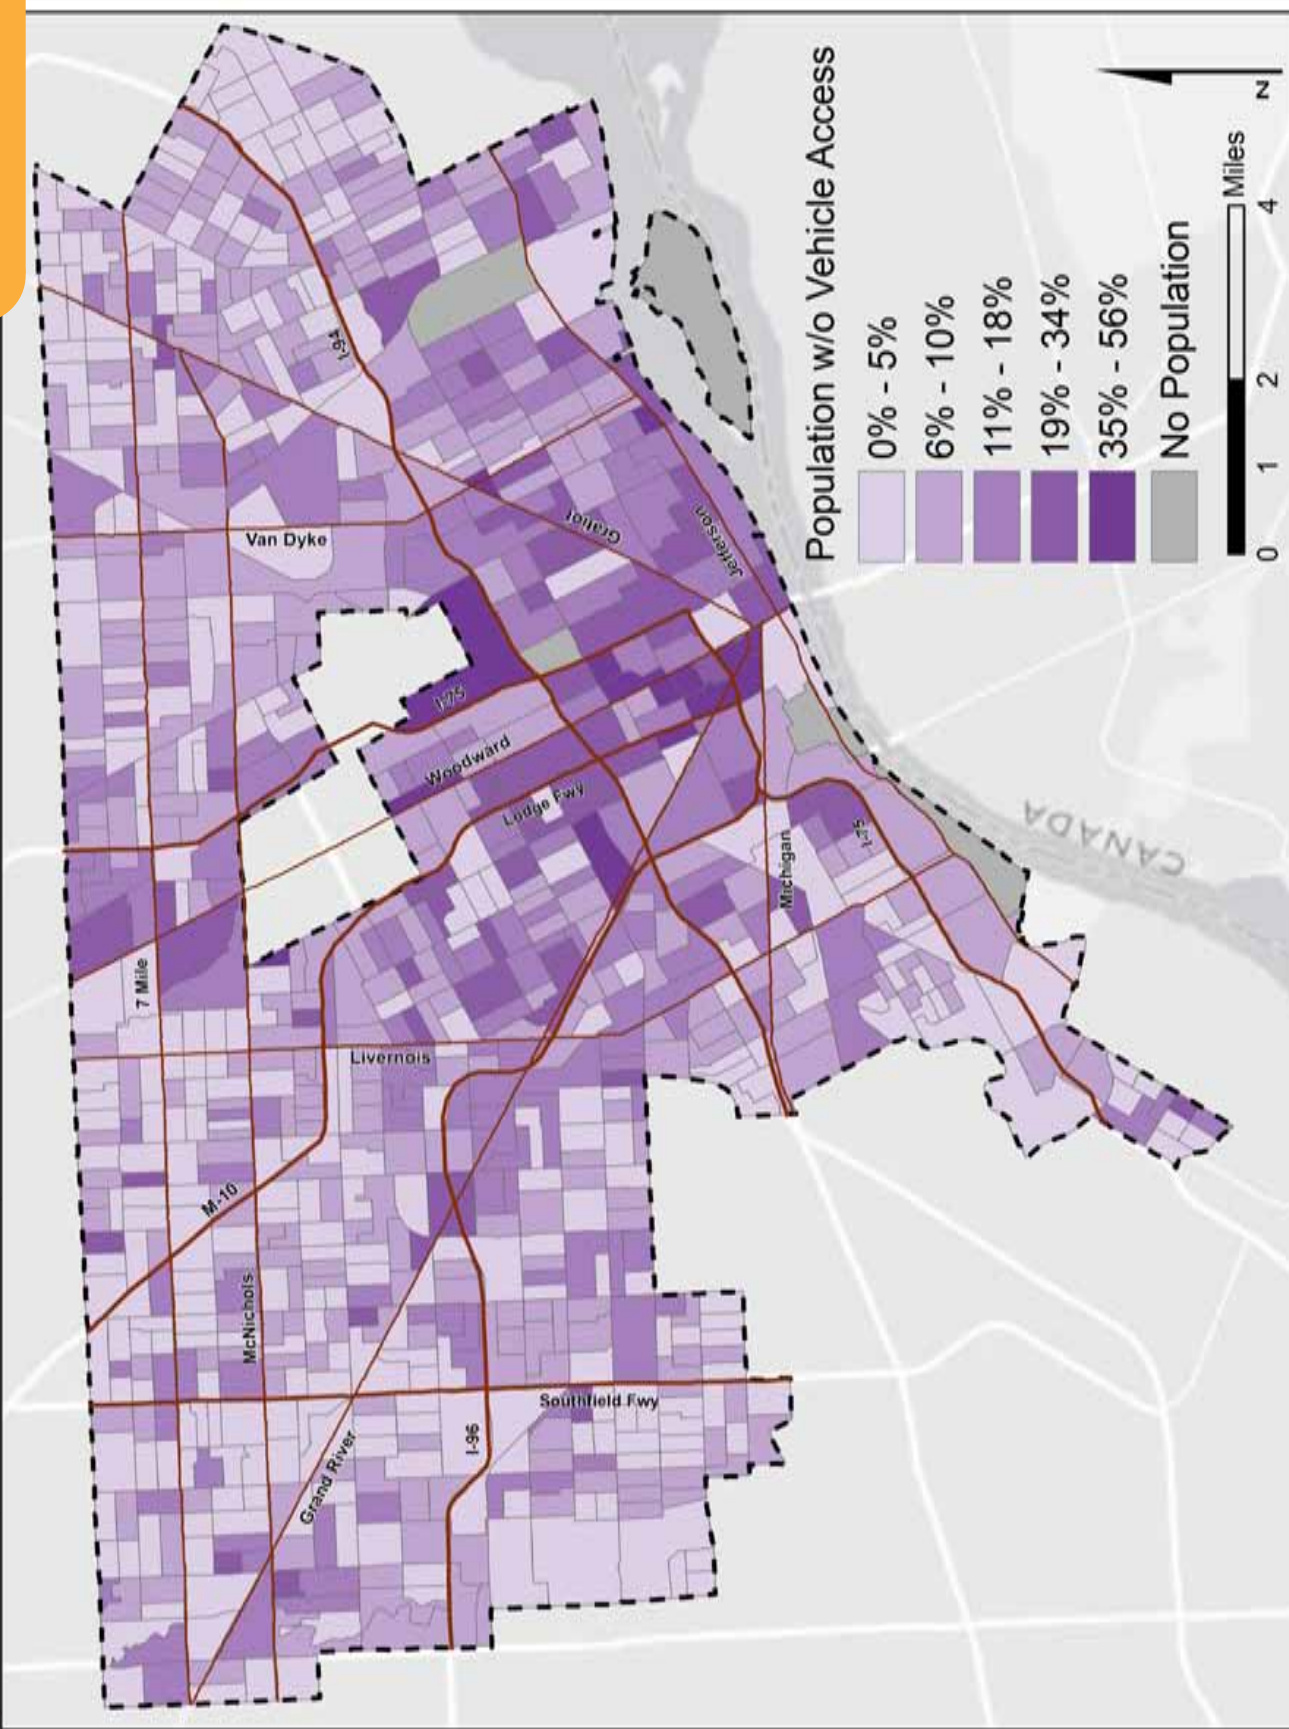 7 Mile
McNichols
M-10
Grand River
Southfield Fwy
I-96
Livernois
Lodge Fwy
Woodward
I-75
Van Dyke
I-94
Gratiot
Jefferson
Michigan
I-75
CANADA
Population w/o Vehicle Access
0% - 5%
6% - 10%
11% - 18%
19% - 34%
35% - 56%
No Population
0 1 2 4 Miles
N